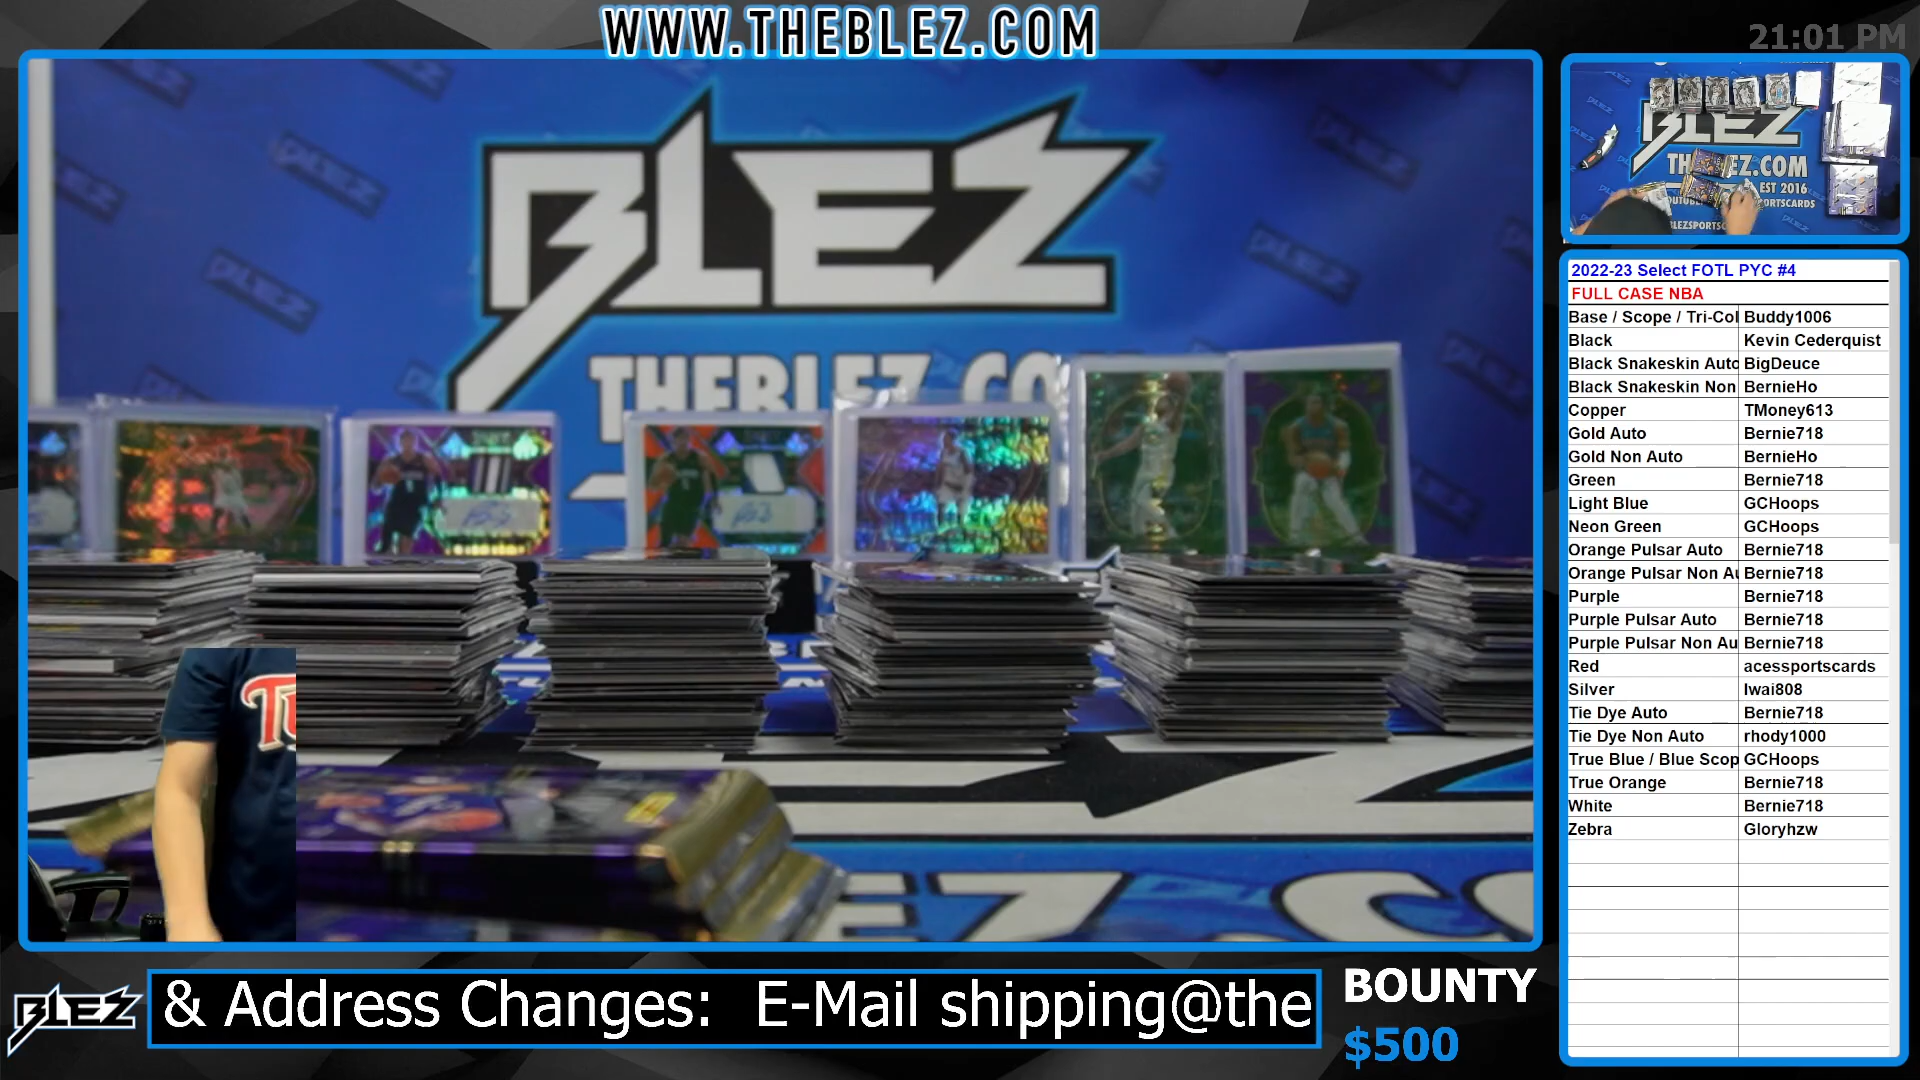 WWW.THEBLEZ.COM
21:01 PM
BLEZ
THEBLEZ.CO
BLEZ
THEBLEZ.COM
EST 2016
2022-23 Select FOTL PYC #4
FULL CASE NBA
Base / Scope / Tri-Col Buddy1006
Black Kevin Cederquist
Black Snakeskin Auto BigDeuce
Black Snakeskin Non BernieHo
Copper TMoney613
Gold Auto Bernie718
Gold Non Auto BernieHo
Green Bernie718
Light Blue GCHoops
Neon Green GCHoops
Orange Pulsar Auto Bernie718
Orange Pulsar Non Au Bernie718
Purple Bernie718
Purple Pulsar Auto Bernie718
Purple Pulsar Non Au Bernie718
Red acessportscards
Silver Iwai808
Tie Dye Auto Bernie718
Tie Dye Non Auto rhody1000
True Blue / Blue Scop GCHoops
True Orange Bernie718
White Bernie718
Zebra Gloryhzw
BLEZ
& Address Changes: E-Mail shipping@the
BOUNTY
$500